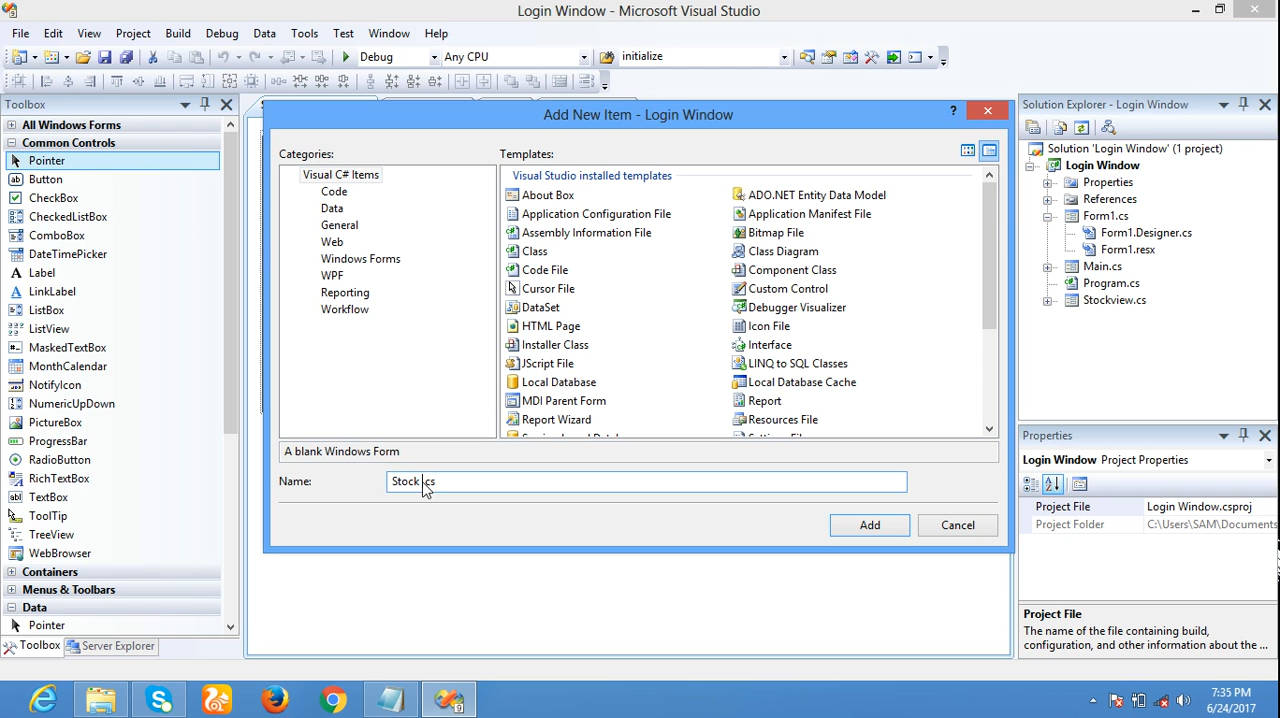 Login Window - Microsoft Visual Studio
File Edit View Project Build Debug Data Tools Test Window Help
Debug Any CPU initialize
Toolbox
All Windows Forms
Common Controls
Pointer
Button
CheckBox
CheckedListBox
ComboBox
DateTimePicker
Label
LinkLabel
ListBox
ListView
MaskedTextBox
MonthCalendar
NotifyIcon
NumericUpDown
PictureBox
ProgressBar
RadioButton
RichTextBox
TextBox
ToolTip
TreeView
WebBrowser
Containers
Menus & Toolbars
Data
Pointer
Toolbox Server Explorer
Add New Item - Login Window
Categories:
Visual C# Items
Code
Data
General
Web
Windows Forms
WPF
Reporting
Workflow
Templates:
Visual Studio installed templates
About Box
Application Configuration File
Assembly Information File
Class
Code File
Cursor File
DataSet
HTML Page
Installer Class
JScript File
Local Database
MDI Parent Form
Report Wizard
ADO.NET Entity Data Model
Application Manifest File
Bitmap File
Class Diagram
Component Class
Custom Control
Debugger Visualizer
Icon File
Interface
LINQ to SQL Classes
Local Database Cache
Report
Resources File
A blank Windows Form
Name: Stock .cs
Add Cancel
Solution Explorer - Login Window
Solution 'Login Window' (1 project)
Login Window
Properties
References
Form1.cs
Form1.Designer.cs
Form1.resx
Main.cs
Program.cs
Stockview.cs
Properties
Login Window Project Properties
Project File Login Window.csproj
Project Folder C:\Users\SAM\Documents
Project File
The name of the file containing build,
configuration, and other information about the ...
7:35 PM
6/24/2017